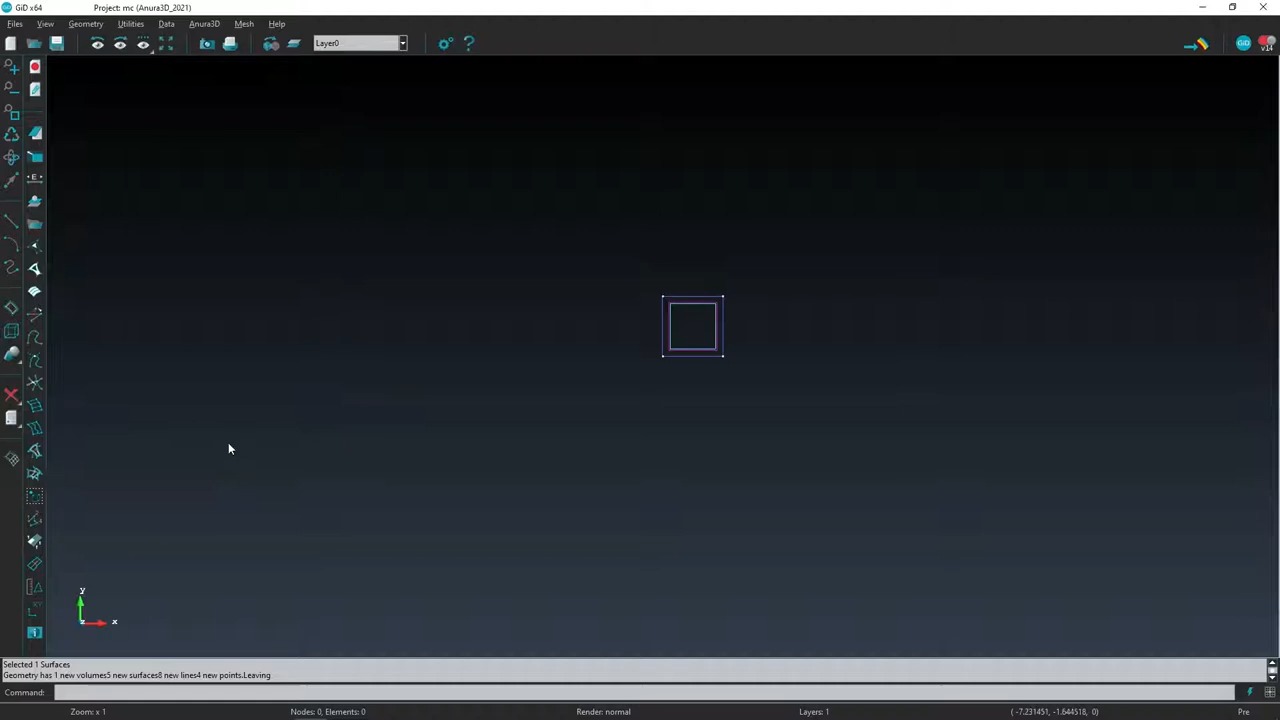 GiD x64 Project: mc (Anura3D_2021)
Files View Geometry Utilities Data Anura3D Mesh Help
Layer0
GiD v14
E
y
z x
Selected 1 Surfaces
Geometry has 1 new volumes5 new surfaces8 new lines4 new points.Leaving
Command:
Zoom: x 1 Nodes: 0, Elements: 0 Render: normal Layers: 1 ( -7.231451, -1.644518, 0) Pre